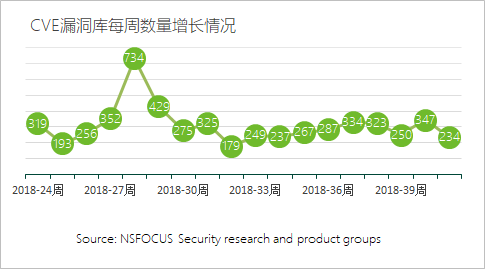 CVE漏洞库每周数量增长情况
319 193 256 352 734 429 275 325 179 249 237 267 287 334 323 250 347 234
2018-24周 2018-27周 2018-30周 2018-33周 2018-36周 2018-39周
Source: NSFOCUS Security research and product groups